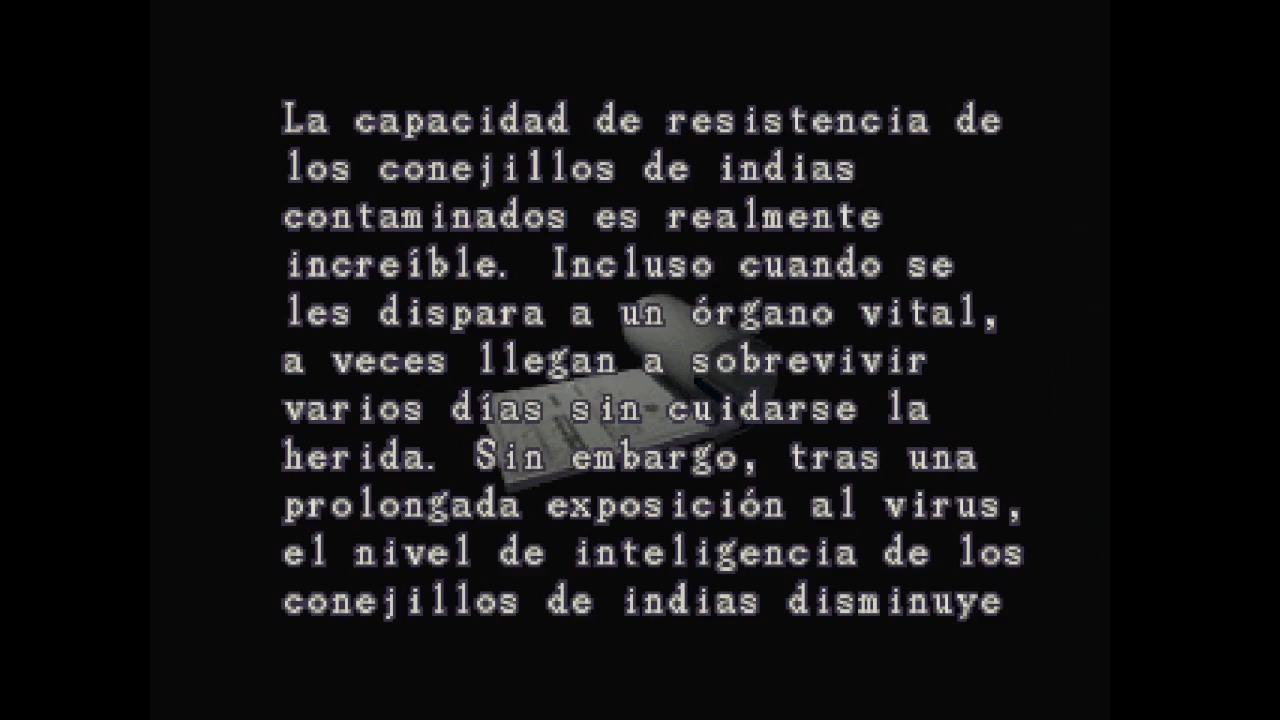 La capacidad de resistencia de
los conejillos de indias
contaminados es realmente
increíble. Incluso cuando se
les dispara a un órgano vital,
a veces llegan a sobrevivir
varios días sin cuidarse la
herida. Sin embargo, tras una
prolongada exposición al virus,
el nivel de inteligencia de los
conejillos de indias disminuye